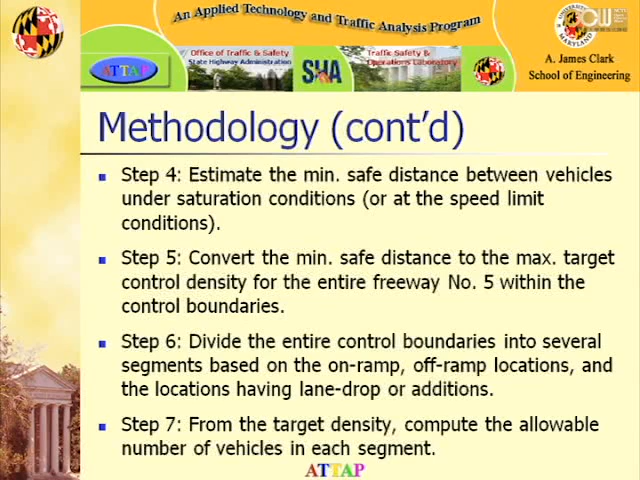 An Applied Technology and Traffic Analysis Program
Office of Traffic & Safety
State Highway Administration
Traffic Safety &
Operations Laboratory
ATTAP
SHA
UNIVERSITY
MARYLAND
A. James Clark
School of Engineering
Methodology (cont'd)
Step 4: Estimate the min. safe distance between vehicles
under saturation conditions (or at the speed limit
conditions).
Step 5: Convert the min. safe distance to the max. target
control density for the entire freeway No. 5 within the
control boundaries.
Step 6: Divide the entire control boundaries into several
segments based on the on-ramp, off-ramp locations, and
the locations having lane-drop or additions.
Step 7: From the target density, compute the allowable
number of vehicles in each segment.
ATTAP